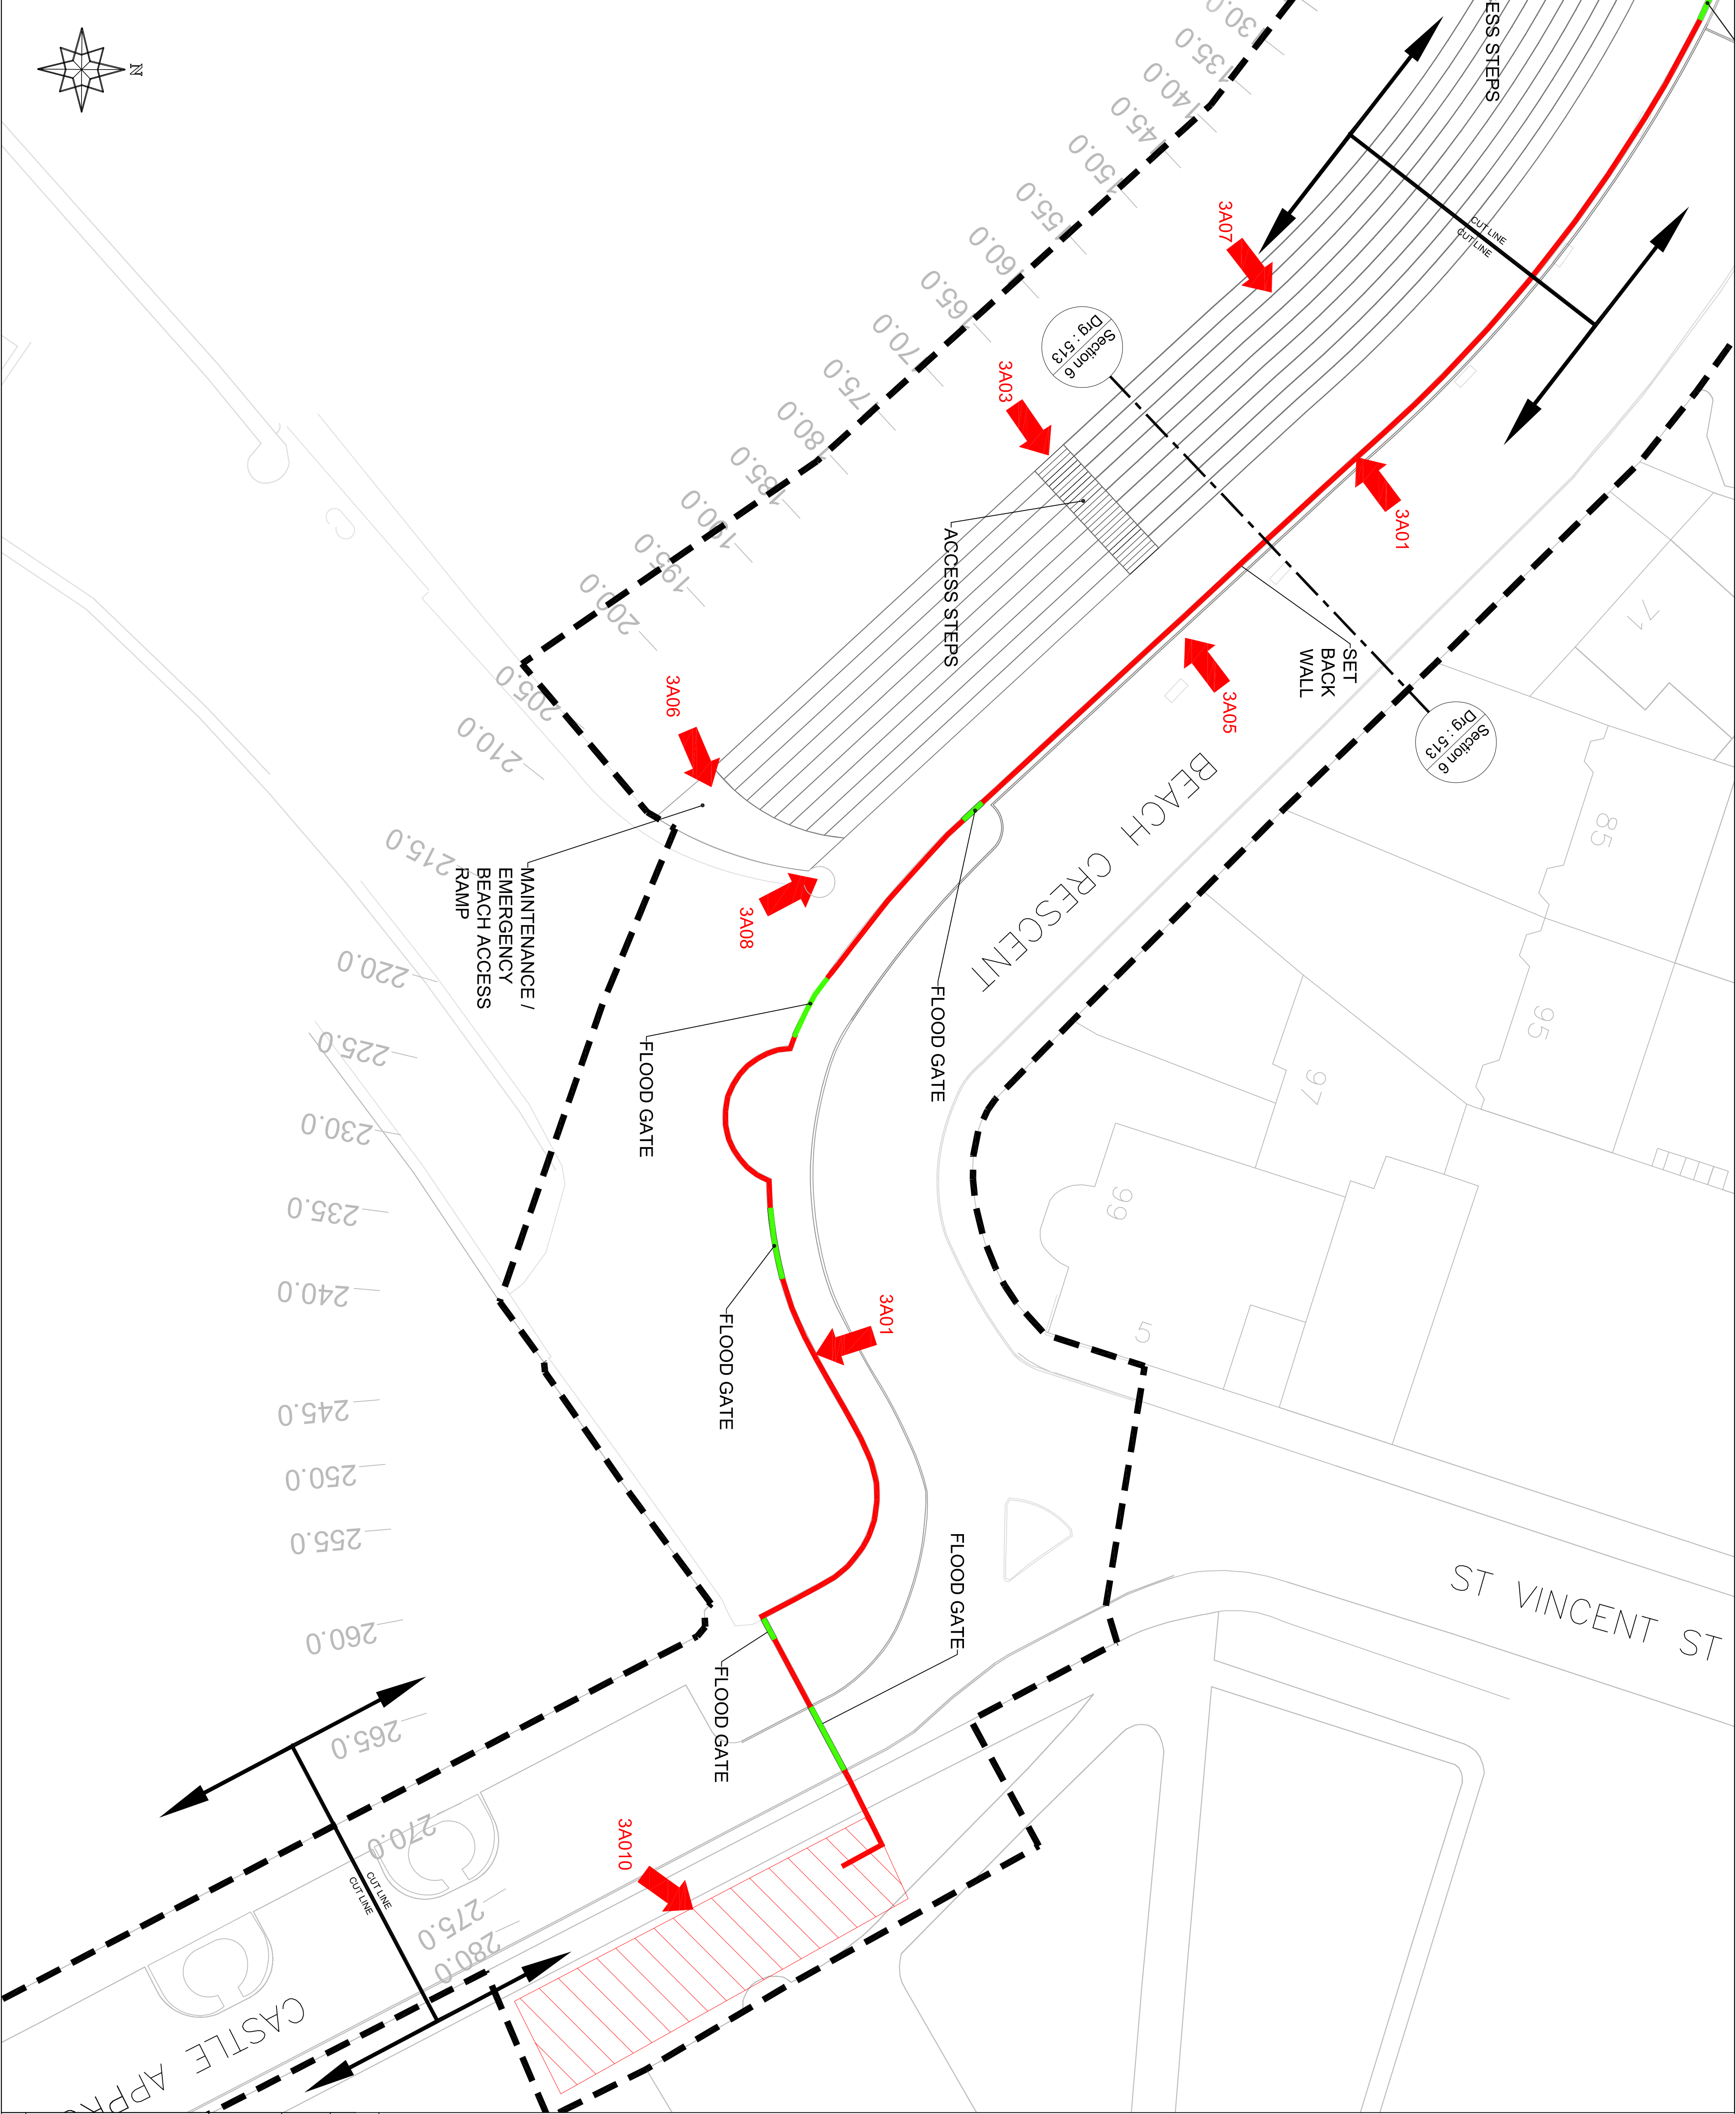 N
ESS STEPS
130.0
135.0
140.0
145.0
150.0
155.0
160.0
165.0
170.0
175.0
180.0
185.0
190.0
195.0
200.0
205.0
210.0
215.0
220.0
225.0
230.0
235.0
240.0
245.0
250.0
255.0
260.0
265.0
270.0
275.0
280.0
CUT LINE
CUT LINE
3A07
Section 6
Drg : 513
3A03
3A01
ACCESS STEPS
SET
BACK
WALL
3A05
3A06
Section 6
Drg : 513
71
85
95
97
99
5
BEACH CRESCENT
MAINTENANCE /
EMERGENCY
BEACH ACCESS
RAMP
3A08
FLOOD GATE
FLOOD GATE
FLOOD GATE
3A01
FLOOD GATE
FLOOD GATE
ST VINCENT ST
3A010
CUT LINE
CUT LINE
CASTLE APPRO